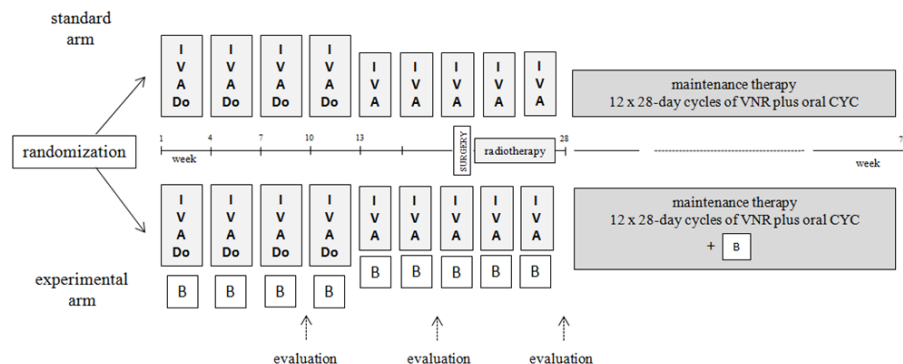 standard
arm
I I I I
V V V V
A A A A
Do Do Do Do
I I I I I
V V V V V
A A A A A
maintenance therapy
12 x 28-day cycles of VNR plus oral CYC
randomization
1 4 7 10 13 28 7
week
SURGERY
radiotherapy
week
I I I I
V V V V
A A A A
Do Do Do Do
I I I I I
V V V V V
A A A A A
maintenance therapy
12 x 28-day cycles of VNR plus oral CYC
+ B
experimental
arm
B B B B
B B B B B
evaluation evaluation evaluation